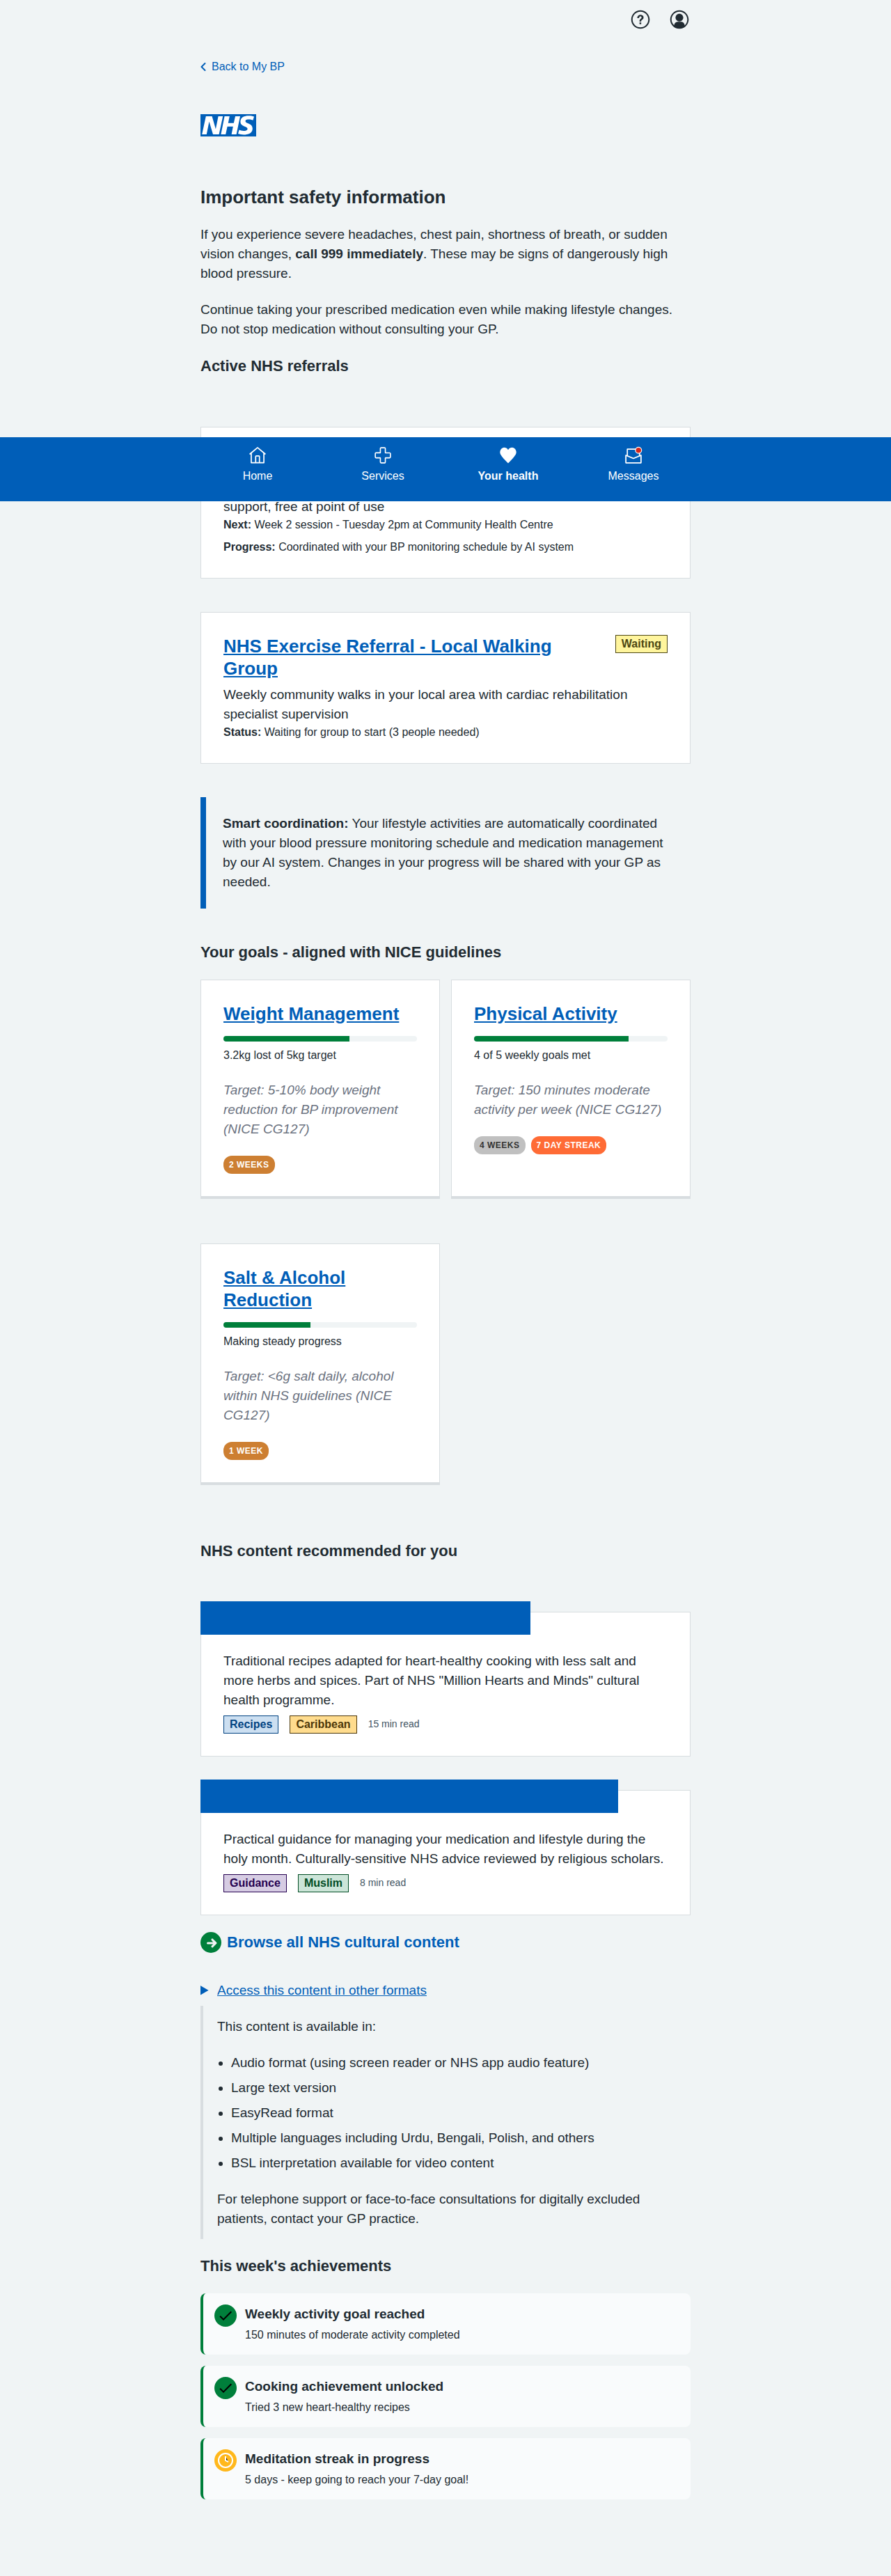 Back to My BP
NHS
Important safety information
If you experience severe headaches, chest pain, shortness of breath, or sudden
vision changes, call 999 immediately. These may be signs of dangerously high
blood pressure.
Continue taking your prescribed medication even while making lifestyle changes.
Do not stop medication without consulting your GP.
Active NHS referrals
Home
Services
Your health
Messages
support, free at point of use
Next: Week 2 session - Tuesday 2pm at Community Health Centre
Progress: Coordinated with your BP monitoring schedule by AI system
NHS Exercise Referral - Local Walking
Group
Waiting
Weekly community walks in your local area with cardiac rehabilitation
specialist supervision
Status: Waiting for group to start (3 people needed)
Smart coordination: Your lifestyle activities are automatically coordinated
with your blood pressure monitoring schedule and medication management
by our AI system. Changes in your progress will be shared with your GP as
needed.
Your goals - aligned with NICE guidelines
Weight Management
3.2kg lost of 5kg target
Target: 5-10% body weight
reduction for BP improvement
(NICE CG127)
2 WEEKS
Physical Activity
4 of 5 weekly goals met
Target: 150 minutes moderate
activity per week (NICE CG127)
4 WEEKS
7 DAY STREAK
Salt & Alcohol
Reduction
Making steady progress
Target: <6g salt daily, alcohol
within NHS guidelines (NICE
CG127)
1 WEEK
NHS content recommended for you
Traditional recipes adapted for heart-healthy cooking with less salt and
more herbs and spices. Part of NHS "Million Hearts and Minds" cultural
health programme.
Recipes
Caribbean
15 min read
Practical guidance for managing your medication and lifestyle during the
holy month. Culturally-sensitive NHS advice reviewed by religious scholars.
Guidance
Muslim
8 min read
Browse all NHS cultural content
Access this content in other formats
This content is available in:
Audio format (using screen reader or NHS app audio feature)
Large text version
EasyRead format
Multiple languages including Urdu, Bengali, Polish, and others
BSL interpretation available for video content
For telephone support or face-to-face consultations for digitally excluded
patients, contact your GP practice.
This week's achievements
Weekly activity goal reached
150 minutes of moderate activity completed
Cooking achievement unlocked
Tried 3 new heart-healthy recipes
Meditation streak in progress
5 days - keep going to reach your 7-day goal!